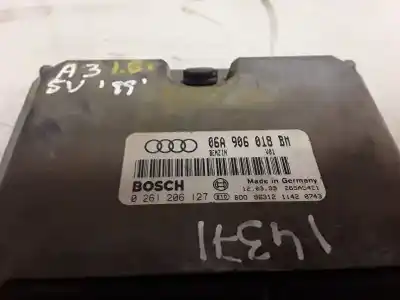 A3 1.6
5V '99'
06A 906 018 BM
BENZIN V01
BOSCH Made in Germany
0 261 206 127
14371